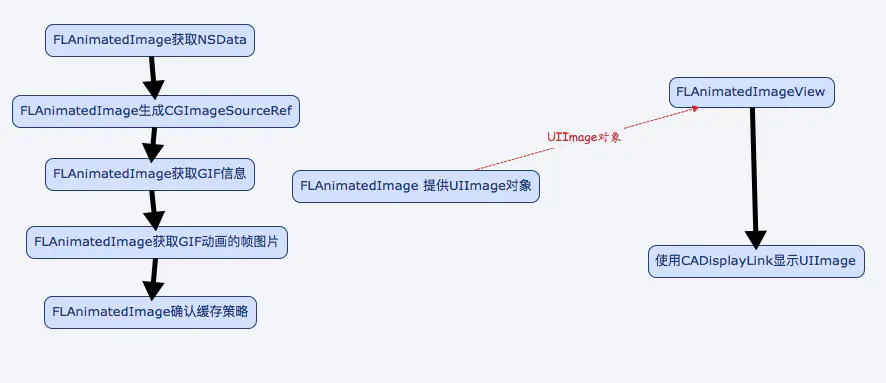 FLAnimatedImage获取NSData
FLAnimatedImage生成CGImageSourceRef
FLAnimatedImage获取GIF信息
FLAnimatedImage获取GIF动画的帧图片
FLAnimatedImage确认缓存策略
FLAnimatedImage 提供UIImage对象
UIImage对象
FLAnimatedImageView
使用CADisplayLink显示UIImage